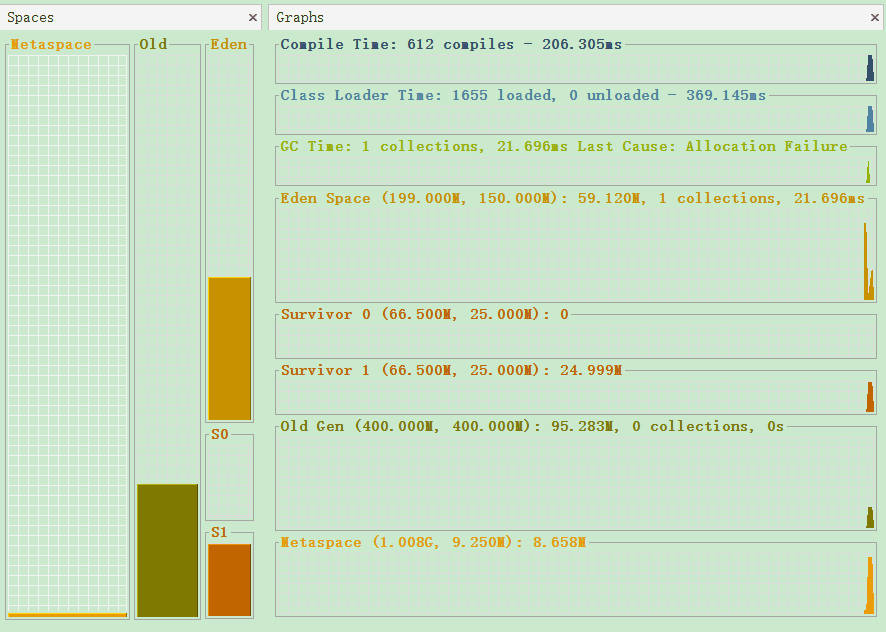 Spaces ×
Graphs ×
Metaspace
Old
Eden
S0
S1
Compile Time: 612 compiles - 206.305ms
Class Loader Time: 1655 loaded, 0 unloaded - 369.145ms
GC Time: 1 collections, 21.696ms Last Cause: Allocation Failure
Eden Space (199.000M, 150.000M): 59.120M, 1 collections, 21.696ms
Survivor 0 (66.500M, 25.000M): 0
Survivor 1 (66.500M, 25.000M): 24.999M
Old Gen (400.000M, 400.000M): 95.283M, 0 collections, 0s
Metaspace (1.008G, 9.250M): 8.658M